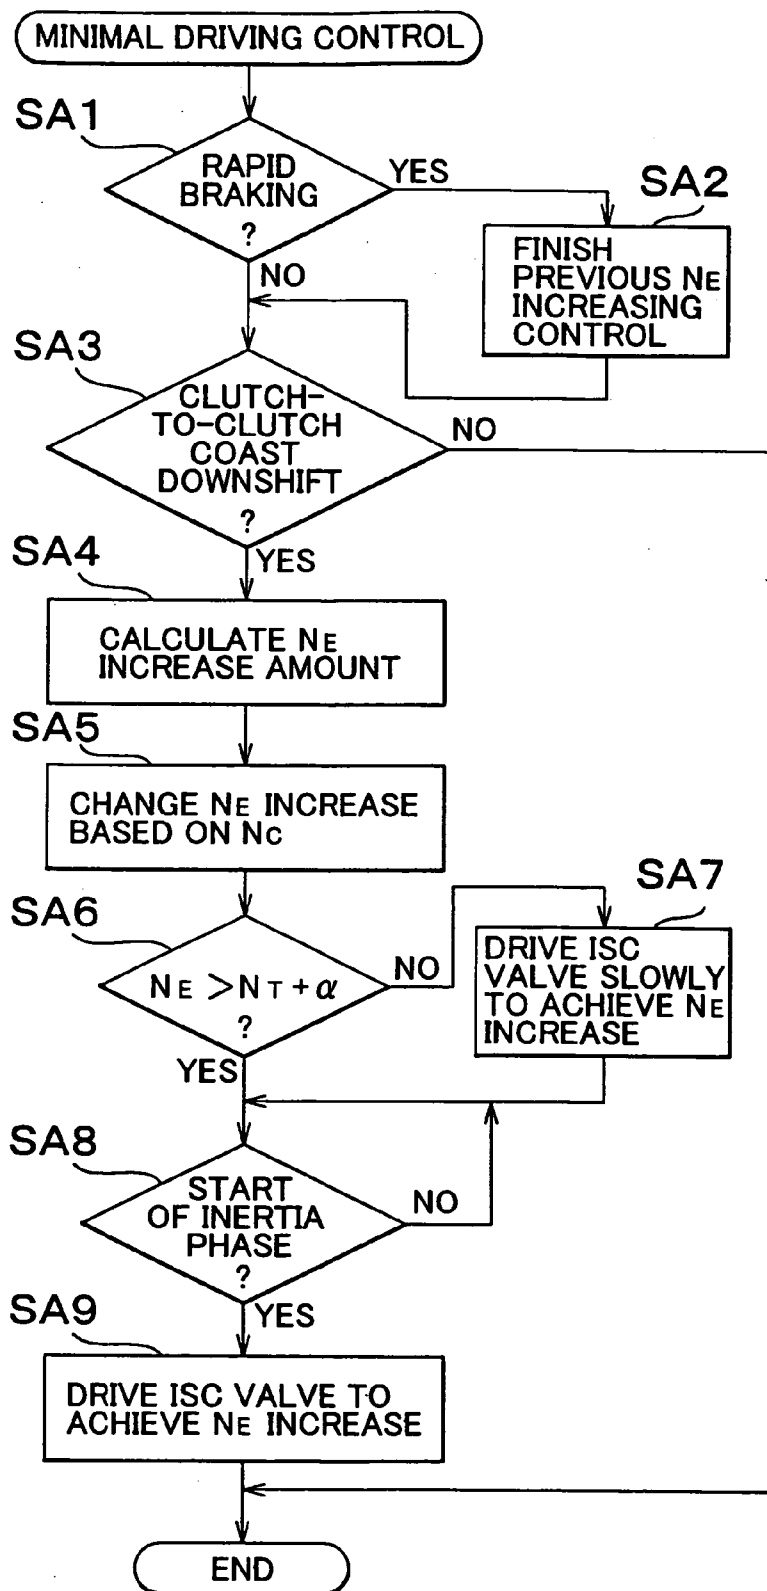 MINIMAL DRIVING CONTROL
SA1
RAPID
BRAKING
?
YES
NO
SA2
FINISH
PREVIOUS NE
INCREASING
CONTROL
SA3
CLUTCH-
TO-CLUTCH
COAST
DOWNSHIFT
?
NO
YES
SA4
CALCULATE NE
INCREASE AMOUNT
SA5
CHANGE NE INCREASE
BASED ON NC
SA6
NE >NT+α
?
NO
YES
SA7
DRIVE ISC
VALVE SLOWLY
TO ACHIEVE NE
INCREASE
SA8
START
OF INERTIA
PHASE
?
NO
YES
SA9
DRIVE ISC VALVE TO
ACHIEVE NE INCREASE
END